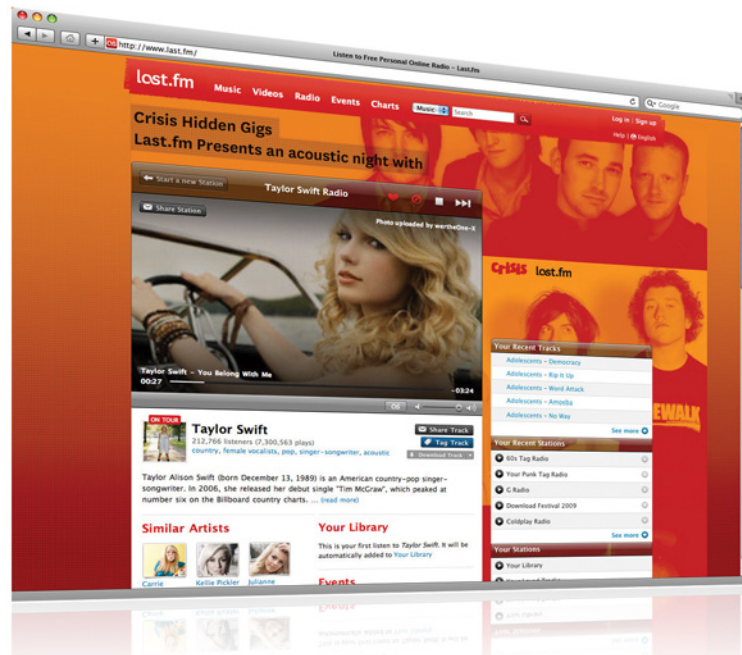 Listen to Free Personal Online Radio – Last.fm
http://www.last.fm/
Google
last.fm
Music Videos Radio Events Charts
Music
Search
Log in | Sign up
Help | English
Crisis Hidden Gigs
Last.fm Presents an acoustic night with
Start a new Station
Taylor Swift Radio
Share Station
Photo uploaded by wertheOne-X
Taylor Swift – You Belong With Me
00:27
-03:24
ON TOUR
Taylor Swift
212,766 listeners (7,300,563 plays)
country, female vocalists, pop, singer-songwriter, acoustic
Share Track
Tag Track
Download Track
Taylor Alison Swift (born December 13, 1989) is an American country-pop singer-
songwriter. In 2006, she released her debut single "Tim McGraw", which peaked at
number six on the Billboard country charts. ... (read more)
Similar Artists
Carrie
Kellie Pickler
Julianne
Your Library
This is your first listen to Taylor Swift. It will be
automatically added to Your Library
Events
Crisis last.fm
EWALK
Your Recent Tracks
Adolescents – Democracy
Adolescents – Rip It Up
Adolescents – Word Attack
Adolescents – Amoeba
Adolescents – No Way
See more
Your Recent Stations
60s Tag Radio
Your Punk Tag Radio
G Radio
Download Festival 2009
Coldplay Radio
See more
Your Stations
Your Library